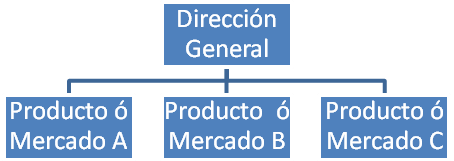 Dirección
General
Producto ó
Mercado A
Producto ó
Mercado B
Producto ó
Mercado C